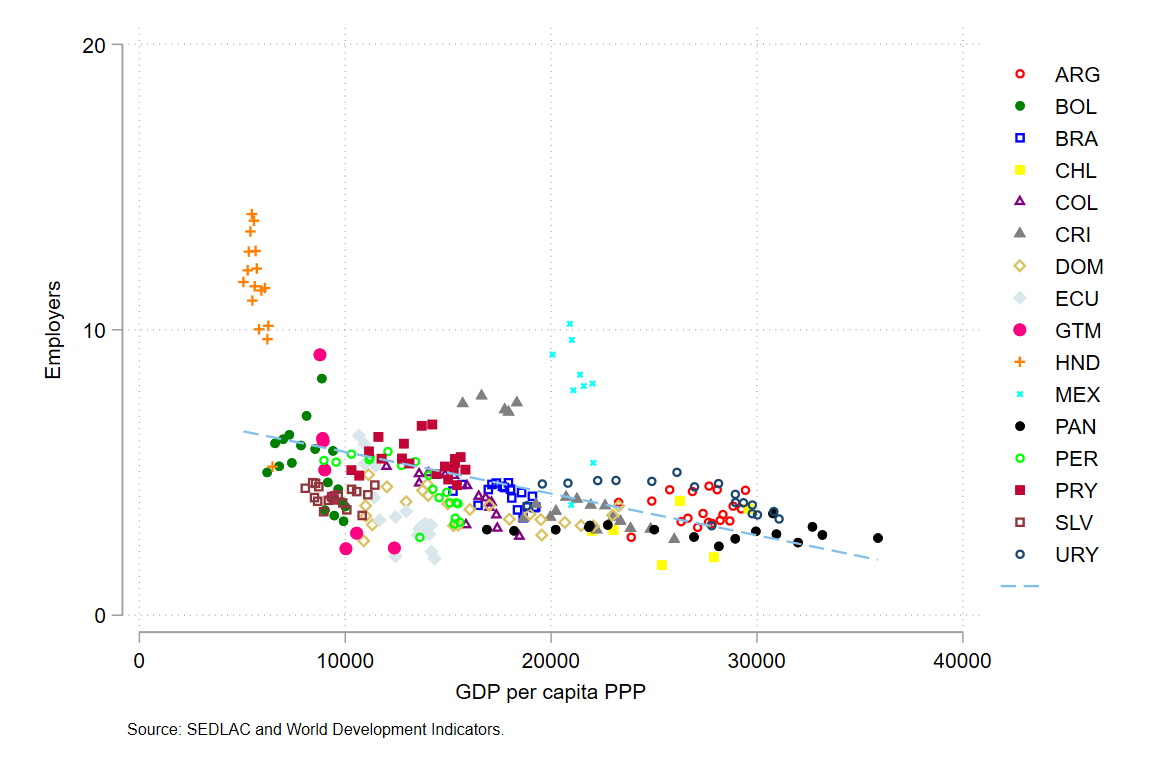 20
10
0
Employers
0
10000
20000
30000
40000
GDP per capita PPP
ARG
BOL
BRA
CHL
COL
CRI
DOM
ECU
GTM
HND
MEX
PAN
PER
PRY
SLV
URY
Source: SEDLAC and World Development Indicators.